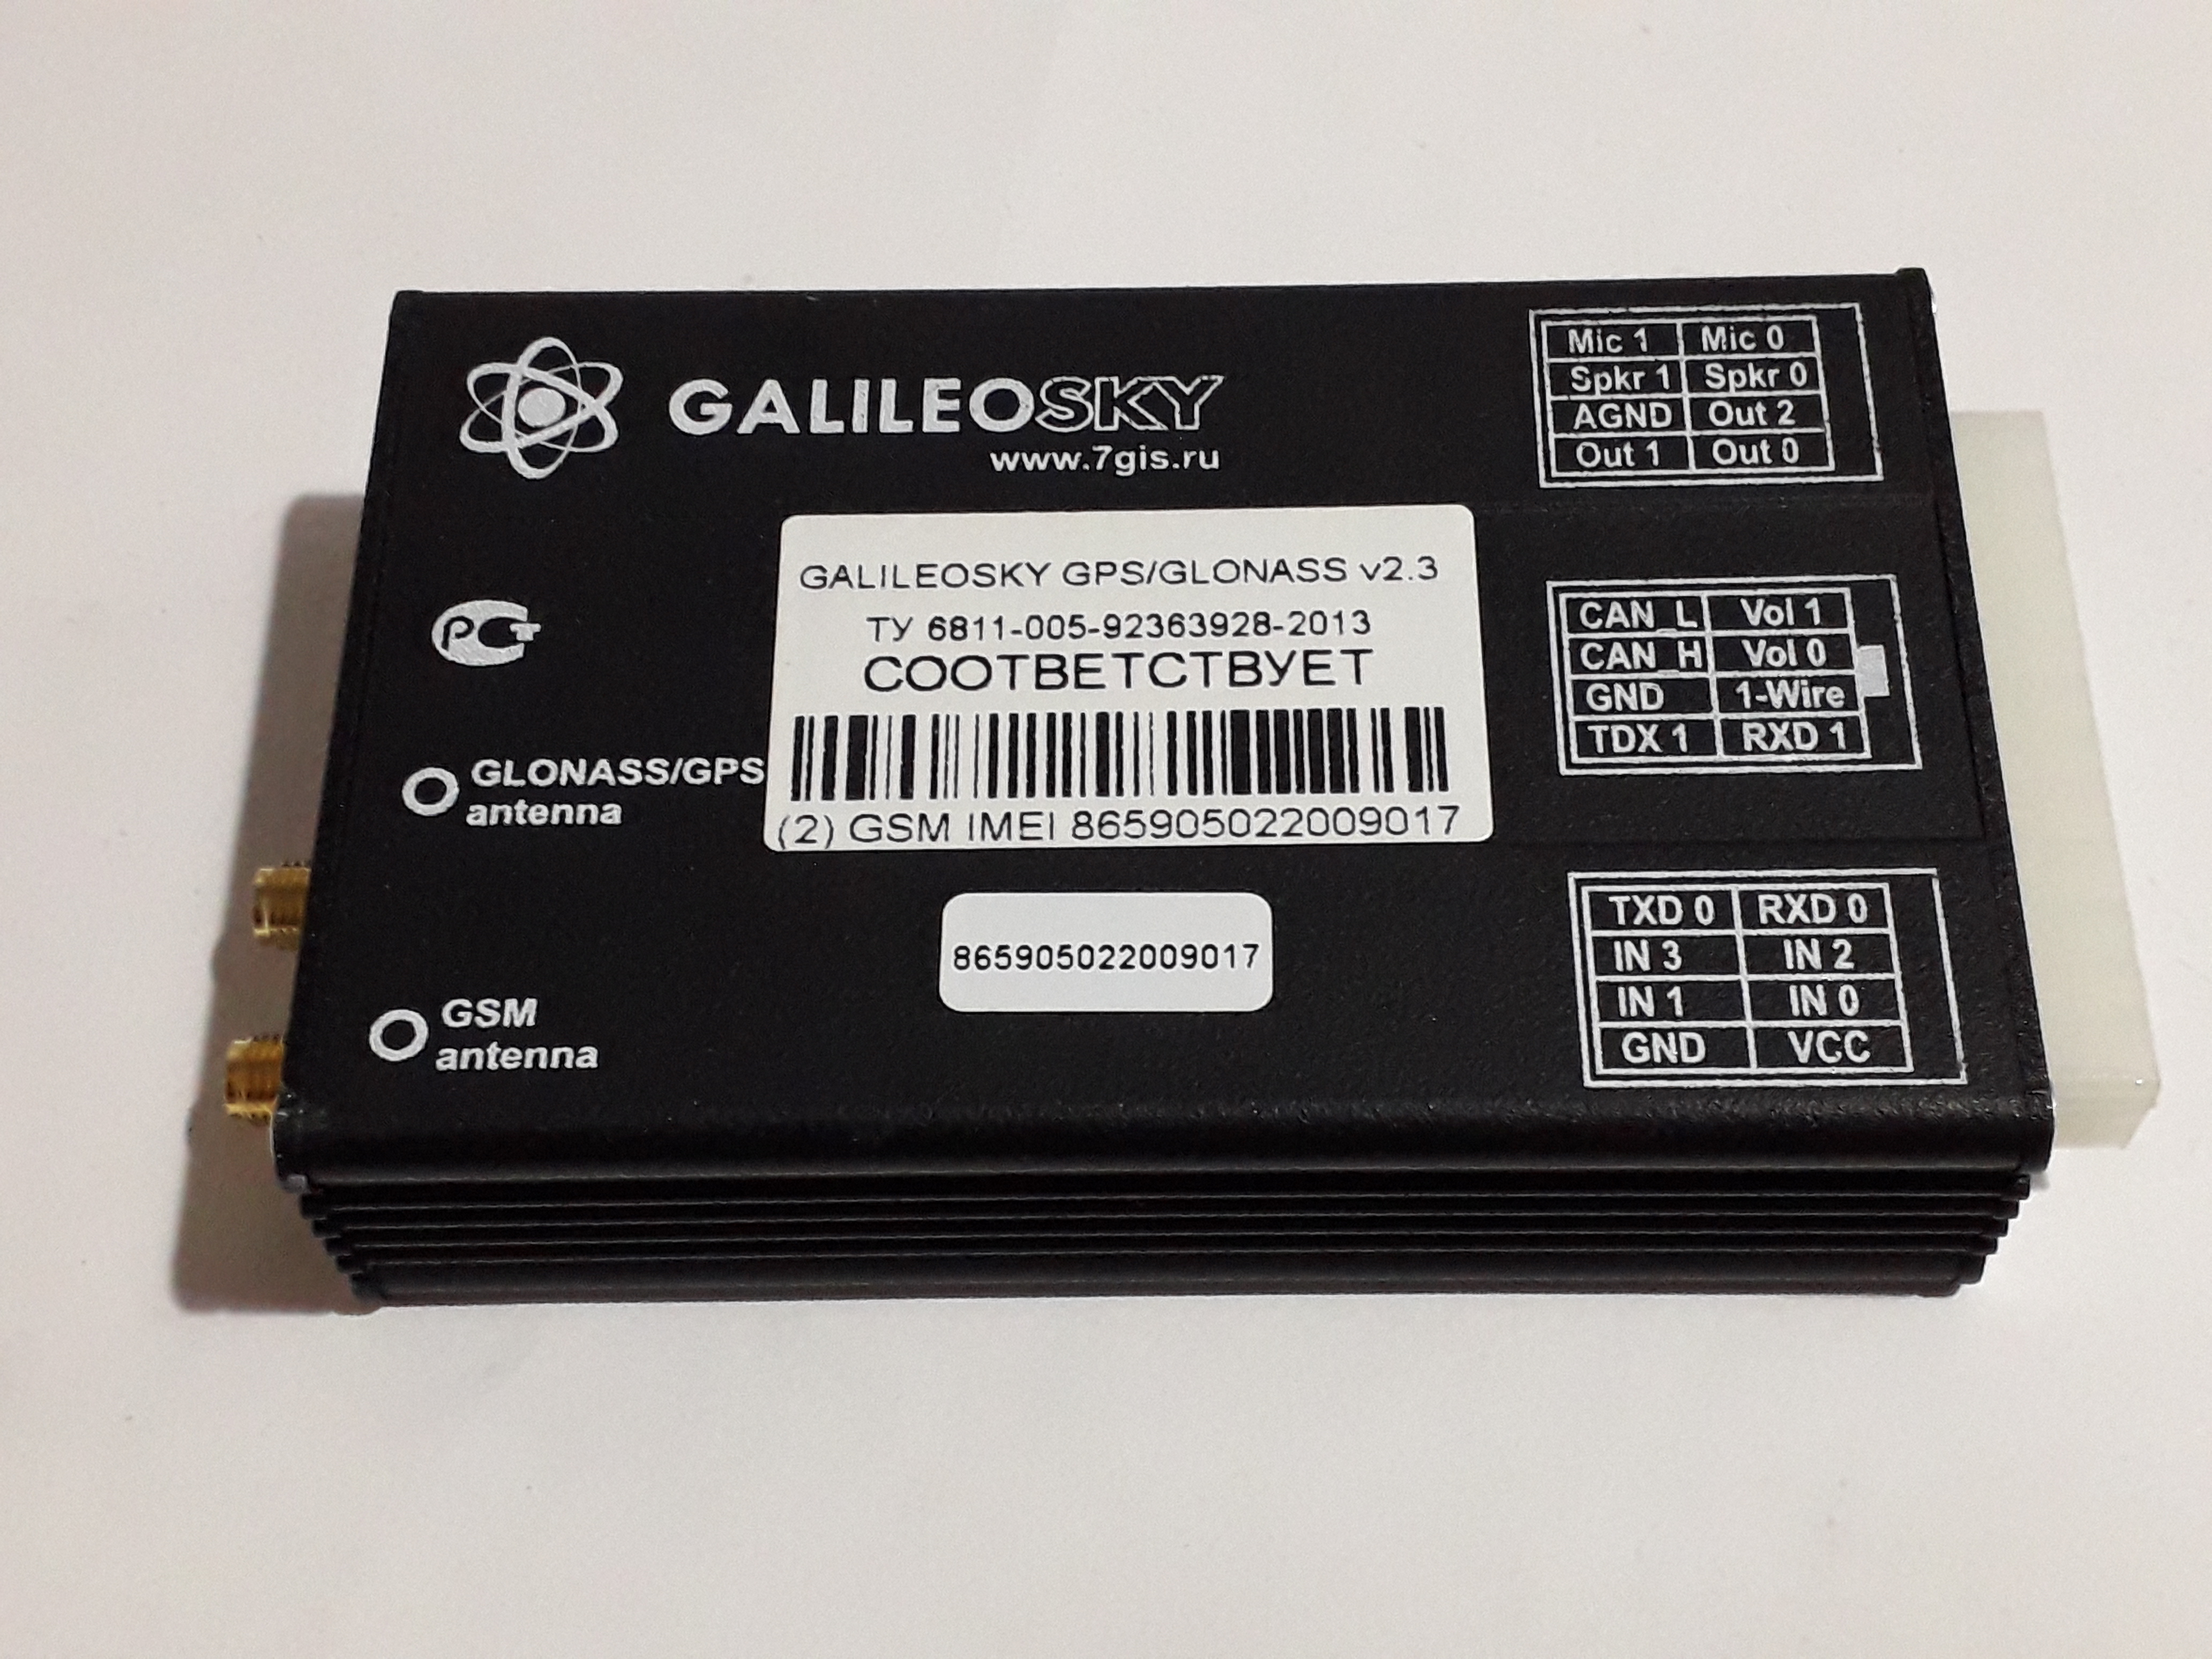 GALILEOSKY
www.7gis.ru
GALILEOSKY GPS/GLONASS v2.3
ТУ 6811-005-92363928-2013
СООТВЕТСТВУЕТ
(2) GSM IMEI 865905022009017
865905022009017
РСТ
GLONASS/GPS
antenna
GSM
antenna
Mic 1 Mic 0
Spkr 1 Spkr 0
AGND Out 2
Out 1 Out 0
CAN_L Vol 1
CAN_H Vol 0
GND 1-Wire
TDX 1 RXD 1
TXD 0 RXD 0
IN 3 IN 2
IN 1 IN 0
GND VCC